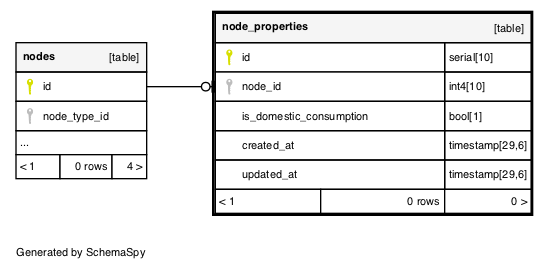 nodes [table]
id
node_type_id
...
< 1 0 rows 4 >
node_properties [table]
id serial[10]
node_id int4[10]
is_domestic_consumption bool[1]
created_at timestamp[29,6]
updated_at timestamp[29,6]
< 1 0 rows 0 >
Generated by SchemaSpy